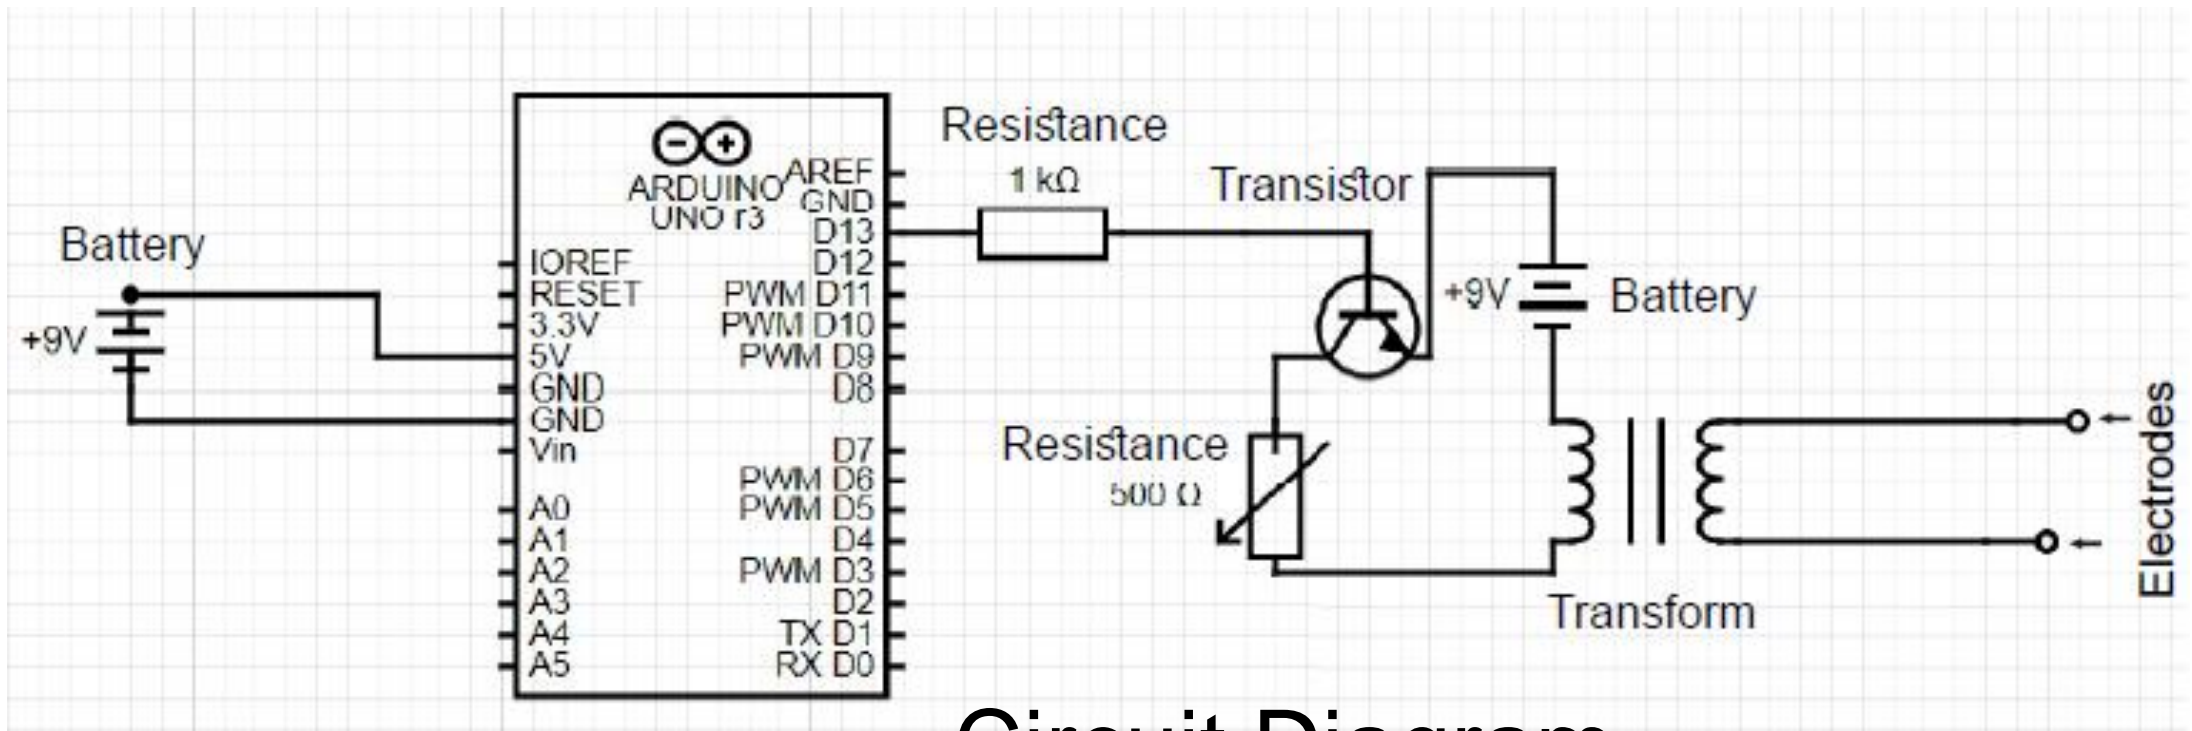 Battery
+9V
ARDUINO
UNO r3
IOREF
RESET
3.3V
5V
GND
GND
Vin
A0
A1
A2
A3
A4
A5
AREF
GND
D13
D12
PWM D11
PWM D10
PWM D9
D8
D7
PWM D6
PWM D5
D4
PWM D3
D2
TX D1
RX D0
Resistance
1 kΩ
Transistor
+9V
Battery
Resistance
500 Ω
Transform
Electrodes
Circuit Diagram